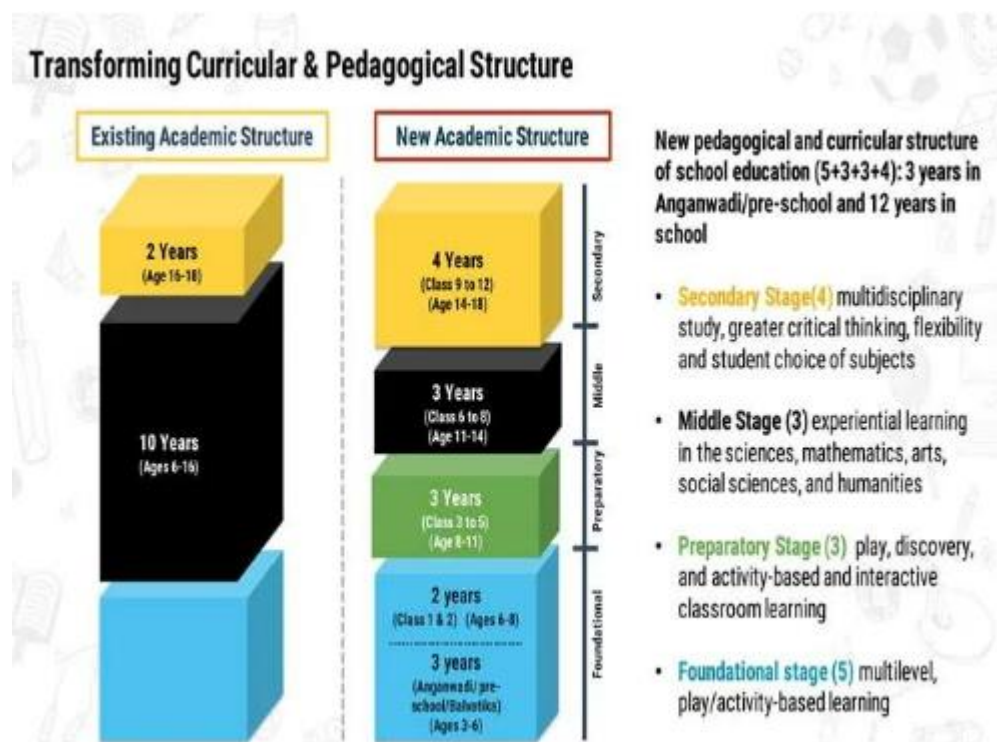 Transforming Curricular & Pedagogical Structure
Existing Academic Structure
2 Years
(Age 16-18)
10 Years
(Ages 6-16)
New Academic Structure
4 Years
(Class 9 to 12)
(Age 14-18)
3 Years
(Class 6 to 8)
(Age 11-14)
3 Years
(Class 3 to 5)
(Age 8-11)
2 years
(Class 1 & 2) (Ages 6-8)
3 years
(Anganwadi/ pre-
school/Balvatika)
(Ages 3-6)
Secondary
Middle
Preparatory
Foundational
New pedagogical and curricular structure
of school education (5+3+3+4): 3 years in
Anganwadi/pre-school and 12 years in
school
• Secondary Stage(4) multidisciplinary
study, greater critical thinking, flexibility
and student choice of subjects
• Middle Stage (3) experiential learning
in the sciences, mathematics, arts,
social sciences, and humanities
• Preparatory Stage (3) play, discovery,
and activity-based and interactive
classroom learning
• Foundational stage (5) multilevel,
play/activity-based learning